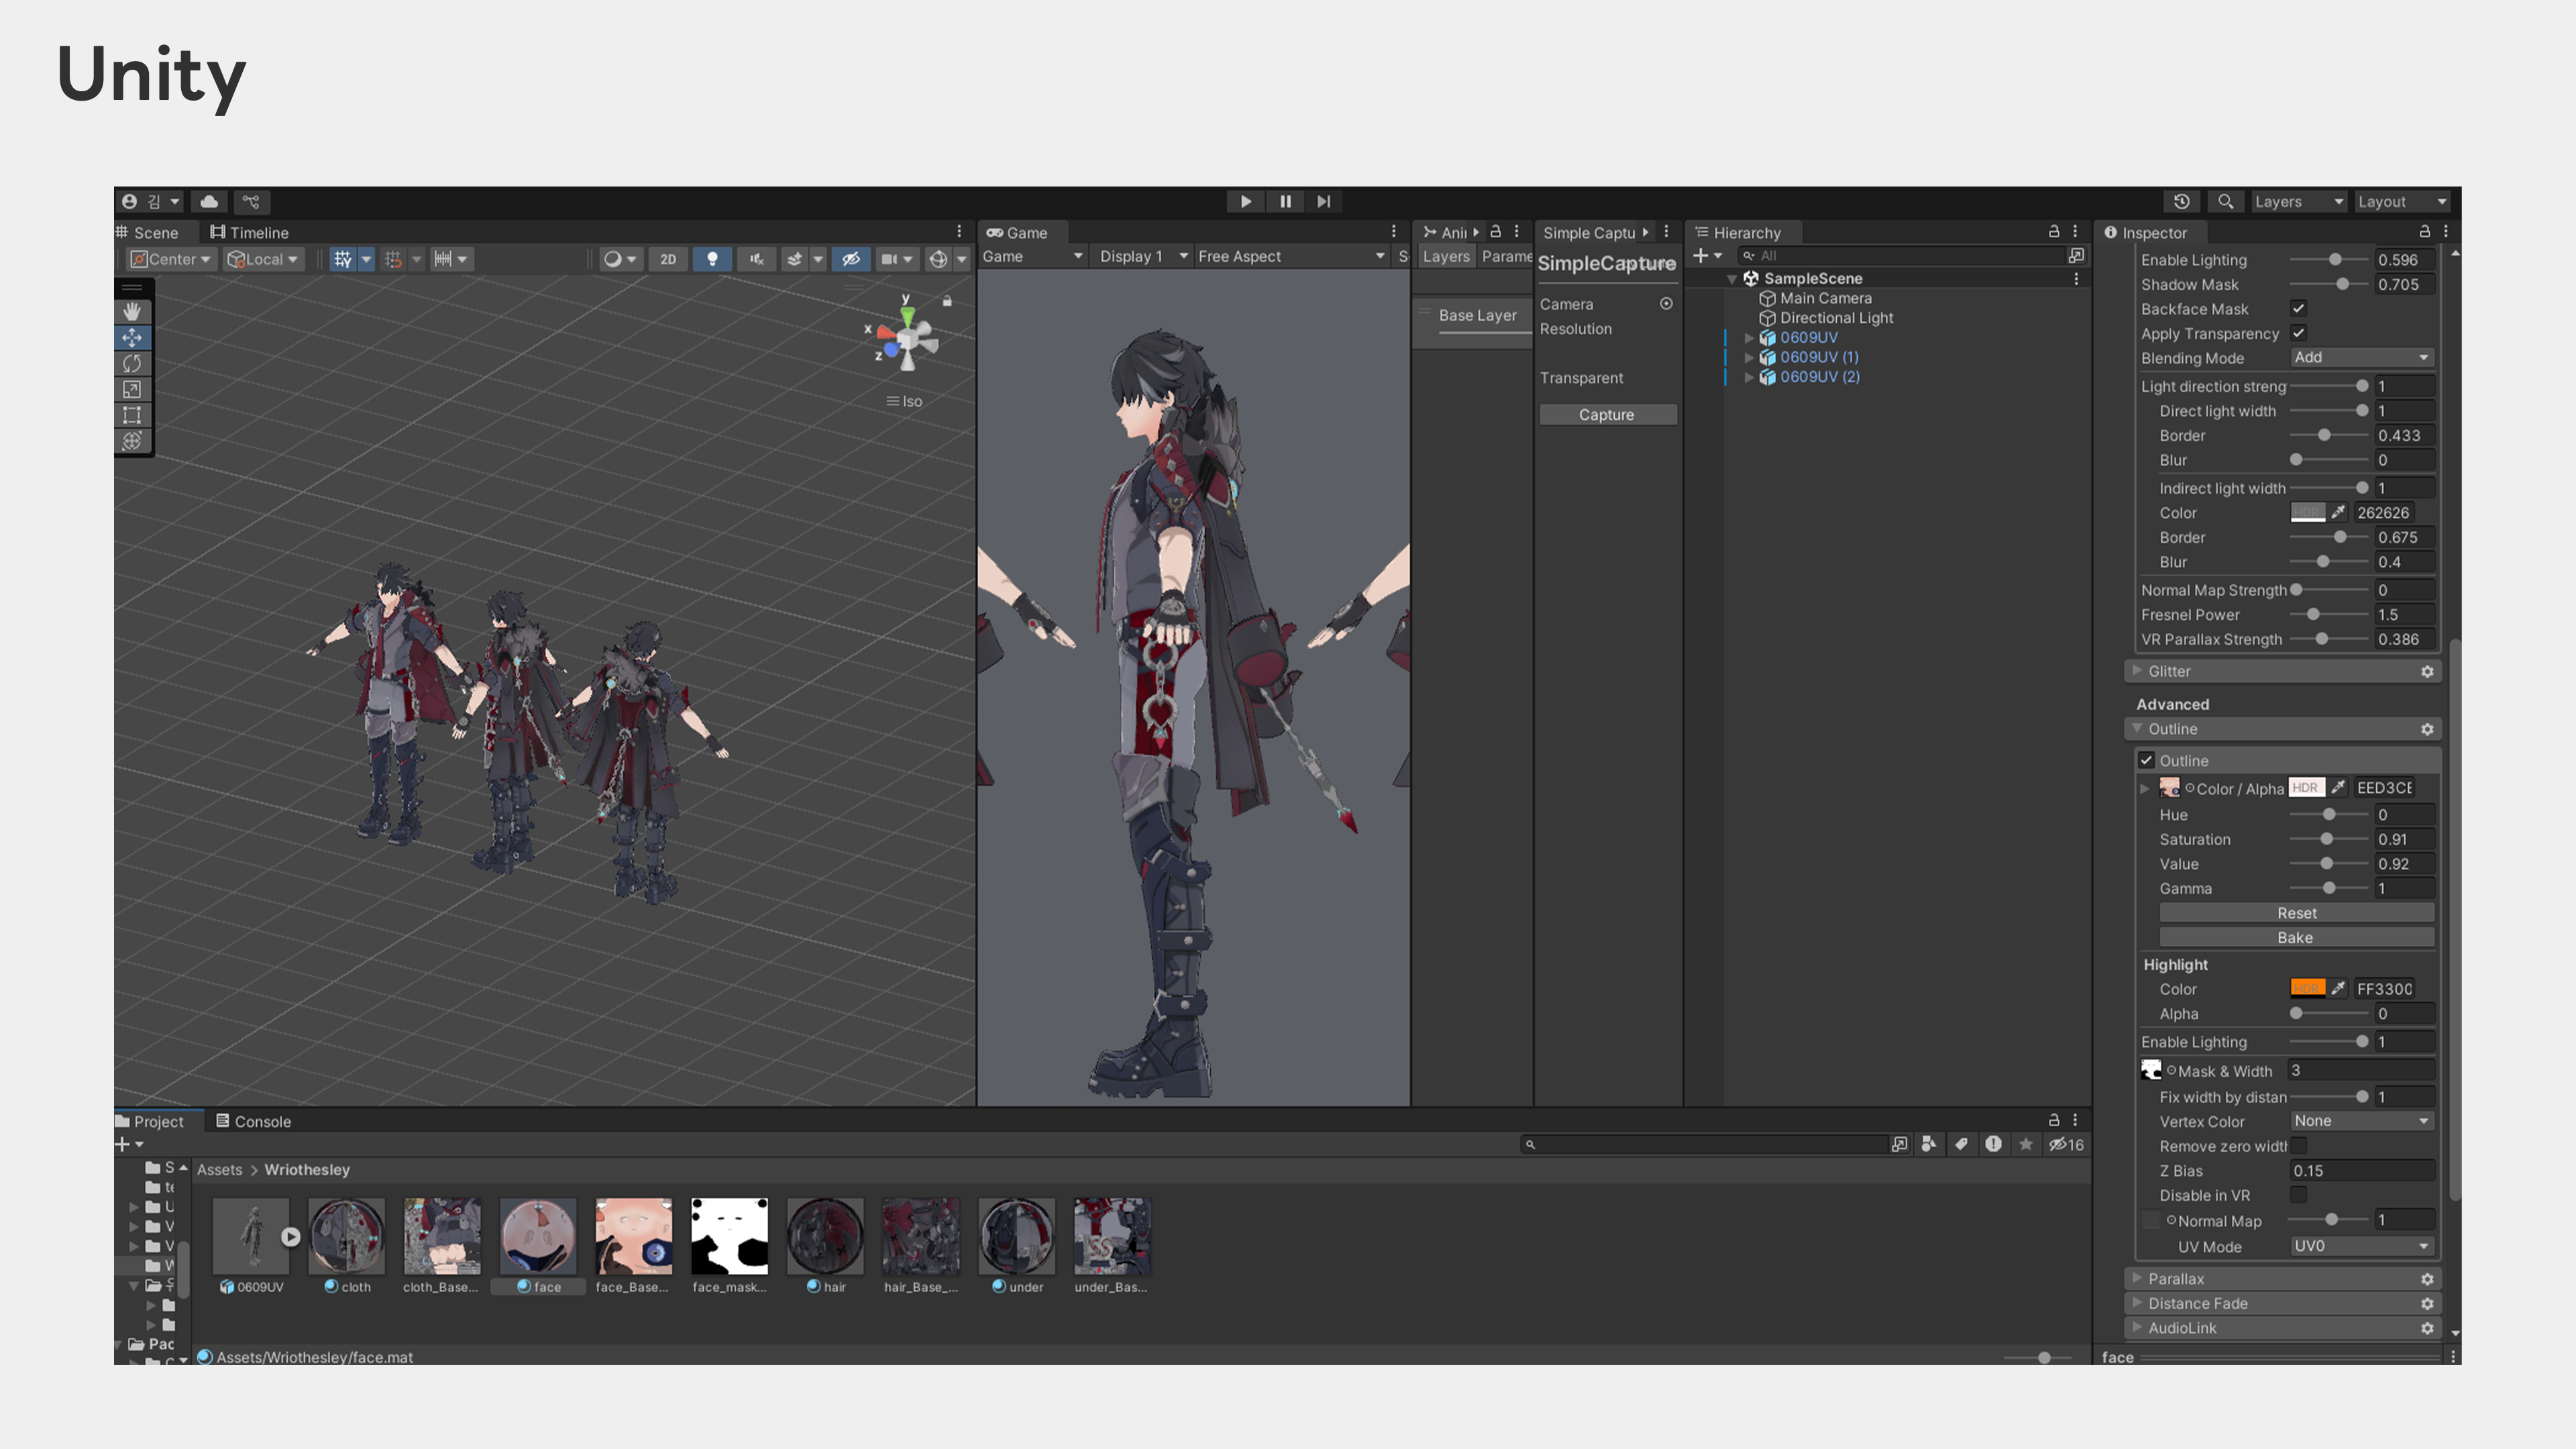 Unity
김
Layers
Layout
Scene
Timeline
Center
Local
2D
y
x
z
Iso
Game
Game
Display 1
Free Aspect
S
Ani
Layers
Parame
Base Layer
Simple Captu
SimpleCapture
Camera
Resolution
Transparent
Capture
Hierarchy
All
SampleScene
Main Camera
Directional Light
0609UV
0609UV (1)
0609UV (2)
Inspector
Enable Lighting 0.596
Shadow Mask 0.705
Backface Mask
Apply Transparency
Blending Mode Add
Light direction streng 1
Direct light width 1
Border 0.433
Blur 0
Indirect light width 1
Color HDR 262626
Border 0.675
Blur 0.4
Normal Map Strength 0
Fresnel Power 1.5
VR Parallax Strength 0.386
Glitter
Advanced
Outline
Outline
Color / Alpha HDR EED3CE
Hue 0
Saturation 0.91
Value 0.92
Gamma 1
Reset
Bake
Highlight
Color HDR FF3300
Alpha 0
Enable Lighting 1
Mask & Width 3
Fix width by distan 1
Vertex Color None
Remove zero widtl
Z Bias 0.15
Disable in VR
Normal Map 1
UV Mode UV0
Parallax
Distance Fade
AudioLink
face
Project
Console
16
Assets > Wriothesley
S
te
U
V
V
W
Pac
0609UV
cloth
cloth_Base...
face
face_Base...
face_mask...
hair
hair_Base_...
under
under_Bas...
Assets/Wriothesley/face.mat